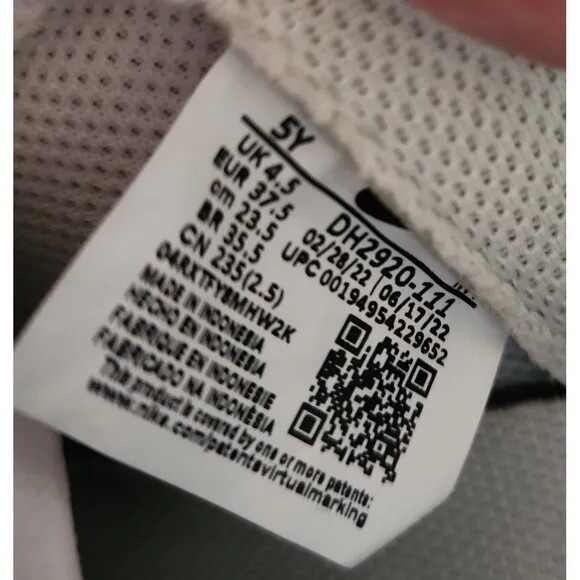 5Y
UK 4.5
EUR 37.5
cm 23.5
BR 35.5
CN 235(2.5)
DH2920-111
02/28/22 | 06/17/22
UPC 00194954229652
04RXTFY8MHW2K
MADE IN INDONESIA
HECHO EN INDONESIA
FABRIQUE EN INDONESIE
FABRICADO NA INDONÉSIA
This product is covered by one or more patents:
www.nike.com/patentsvirtualmarking